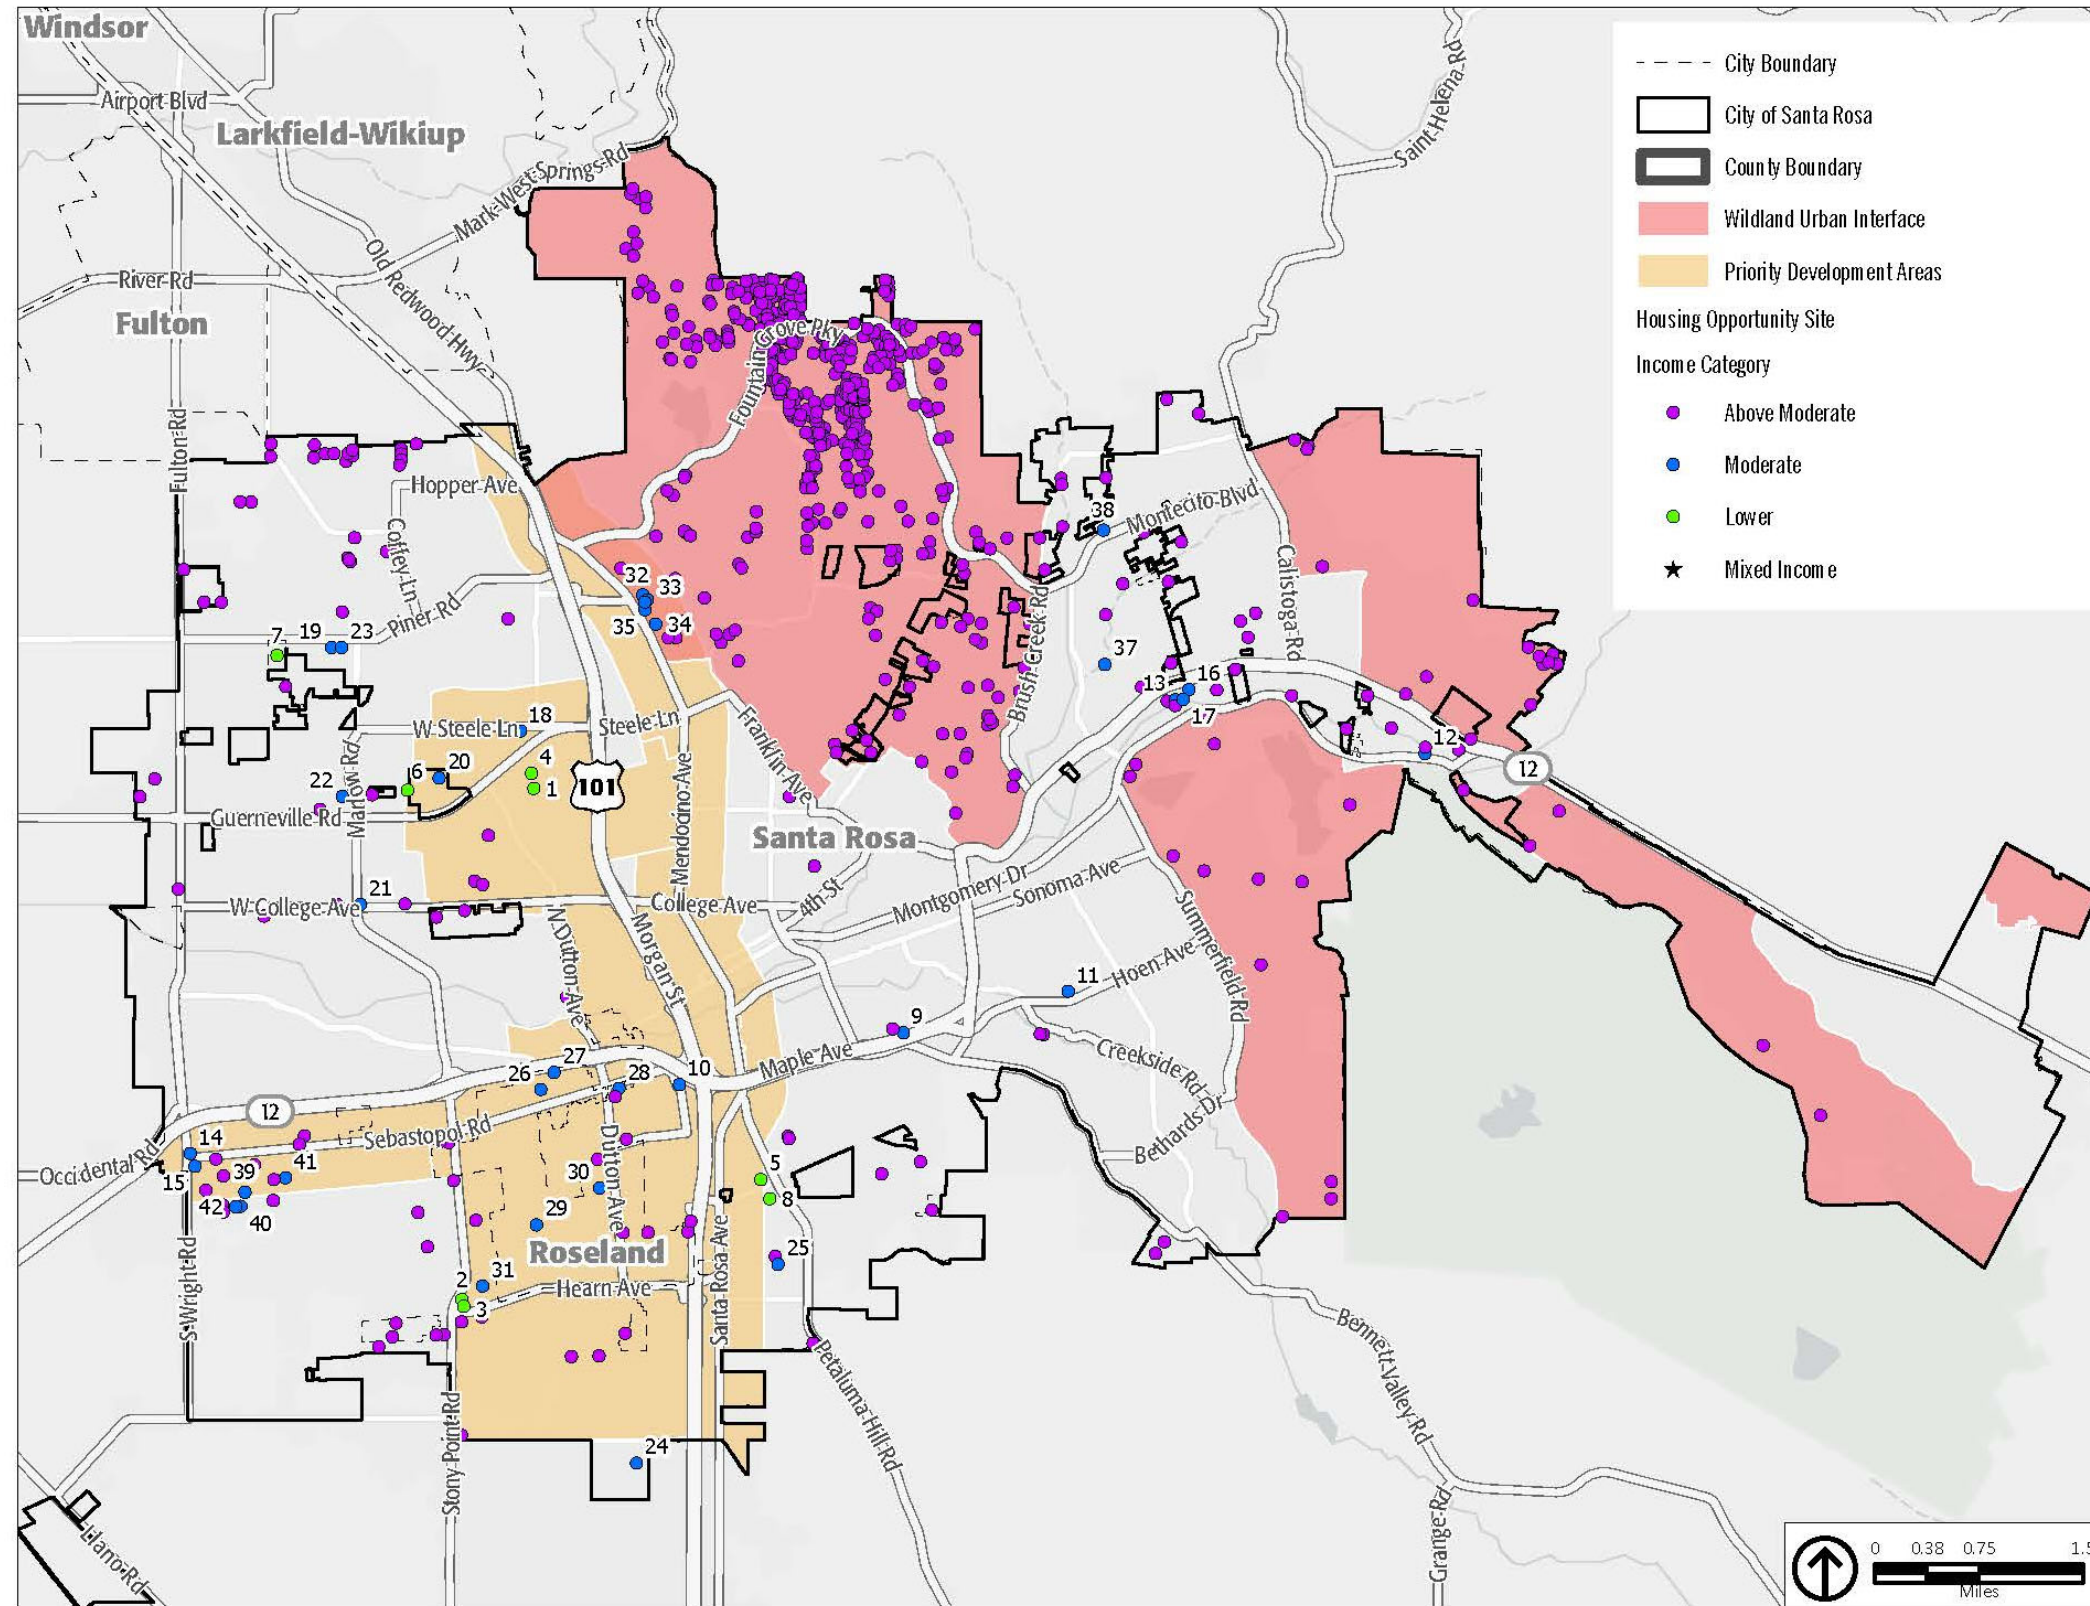 Windsor
Airport Blvd
Larkfield-Wikiup
Mark West Springs Rd
Saint Helena Rd
River Rd
Old Redwood Hwy
Fulton
City Boundary
City of Santa Rosa
County Boundary
Wildland Urban Interface
Priority Development Areas
Housing Opportunity Site
Income Category
Above Moderate
Moderate
Lower
Mixed Income
Fountain Grove Pky
Fulton Rd
Hopper Ave
Coffey Ln
Piner Rd
38
Montecito Blvd
Calistoga Rd
32
33
35
34
7
19
23
37
Brush Creek Rd
13
16
17
18
W Steele Ln
Steele Ln
Franklin Ave
12
12
6
20
4
1
101
22
Marlow Rd
Guerneville Rd
Mendocino Ave
Santa Rosa
21
W College Ave
College Ave
4th St
Montgomery Dr
Sonoma Ave
Summerfield Rd
N Dutton Ave
Morgan St
11
Hoen Ave
9
Maple Ave
Creekside Rd
Bethards Dr
27
26
28
10
12
Sebastopol Rd
Occidental Rd
14
15
39
41
42
40
Dutton Ave
30
29
5
8
25
Roseland
31
2
3
Hearn Ave
Santa Rosa Ave
S Wright Rd
Stony Point Rd
24
Petaluma Hill Rd
Bennett Valley Rd
Grange Rd
Llano Rd
0 0.38 0.75 1.5
Miles